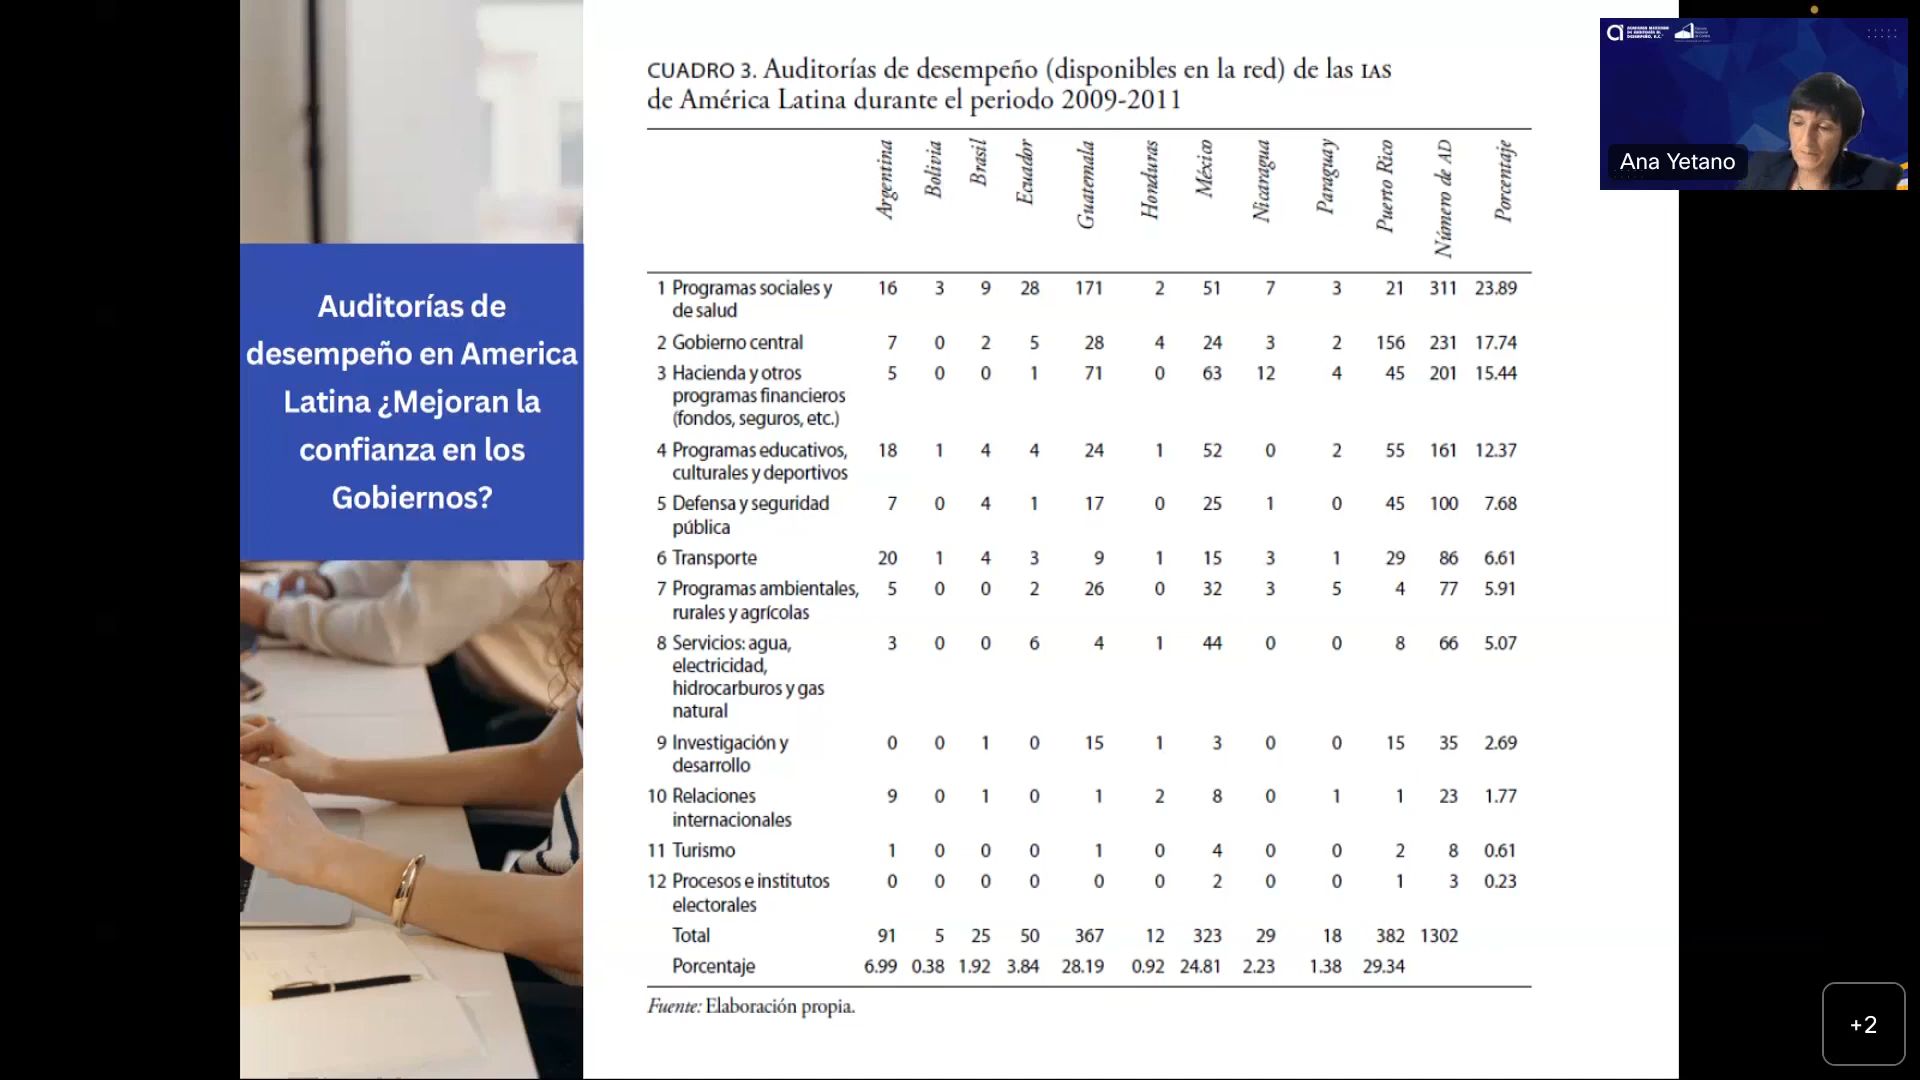 Auditorías de
desempeño en America
Latina ¿Mejoran la
confianza en los
Gobiernos?
CUADRO 3. Auditorías de desempeño (disponibles en la red) de las IAS
de América Latina durante el periodo 2009-2011
Argentina Bolivia Brasil Ecuador Guatemala Honduras México Nicaragua Paraguay Puerto Rico Número de AD Porcentaje
1 Programas sociales y 16 3 9 28 171 2 51 7 3 21 311 23.89
de salud
2 Gobierno central 7 0 2 5 28 4 24 3 2 156 231 17.74
3 Hacienda y otros 5 0 0 1 71 0 63 12 4 45 201 15.44
programas financieros
(fondos, seguros, etc.)
4 Programas educativos, 18 1 4 4 24 1 52 0 2 55 161 12.37
culturales y deportivos
5 Defensa y seguridad 7 0 4 1 17 0 25 1 0 45 100 7.68
pública
6 Transporte 20 1 4 3 9 1 15 3 1 29 86 6.61
7 Programas ambientales, 5 0 0 2 26 0 32 3 5 4 77 5.91
rurales y agrícolas
8 Servicios: agua, 3 0 0 6 4 1 44 0 0 8 66 5.07
electricidad,
hidrocarburos y gas
natural
9 Investigación y 0 0 1 0 15 1 3 0 0 15 35 2.69
desarrollo
10 Relaciones 9 0 1 0 1 2 8 0 1 1 23 1.77
internacionales
11 Turismo 1 0 0 0 1 0 4 0 0 2 8 0.61
12 Procesos e institutos 0 0 0 0 0 0 2 0 0 1 3 0.23
electorales
Total 91 5 25 50 367 12 323 29 18 382 1302
Porcentaje 6.99 0.38 1.92 3.84 28.19 0.92 24.81 2.23 1.38 29.34
Fuente: Elaboración propia.
Ana Yetano
+2